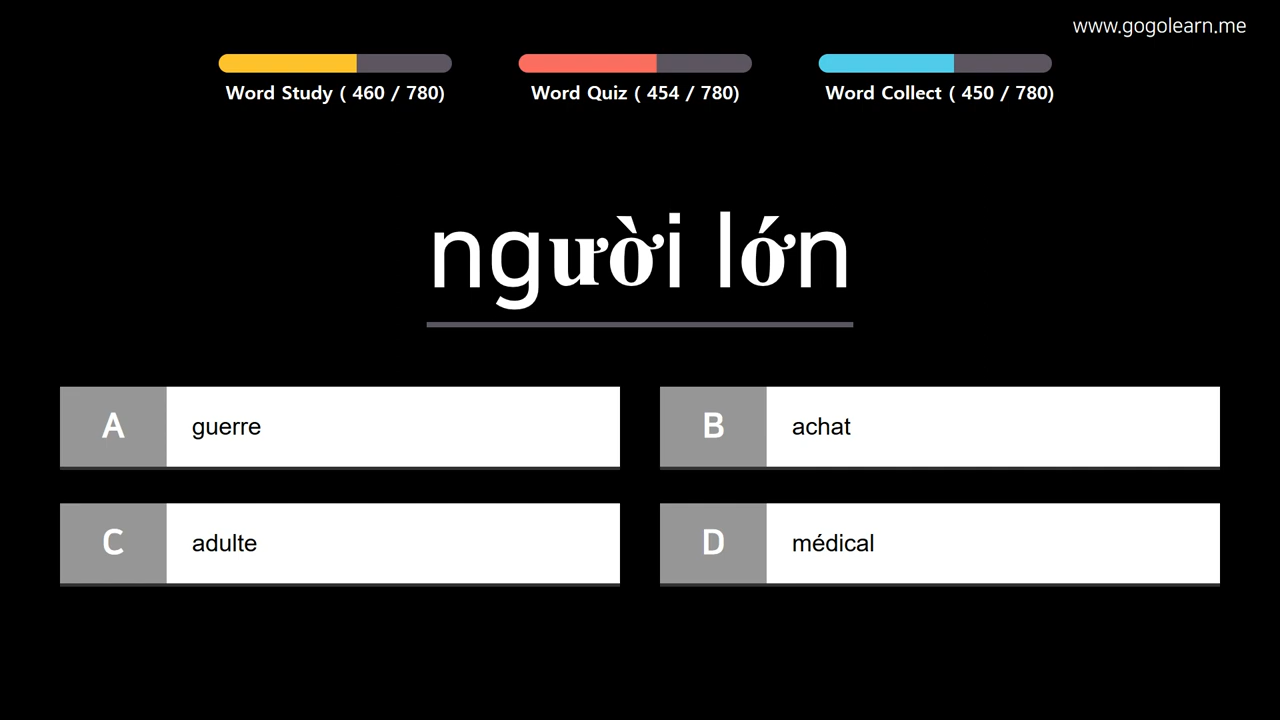 www.gogolearn.me
Word Study ( 460 / 780)
Word Quiz ( 454 / 780)
Word Collect ( 450 / 780)
người lớn
A guerre
B achat
C adulte
D médical